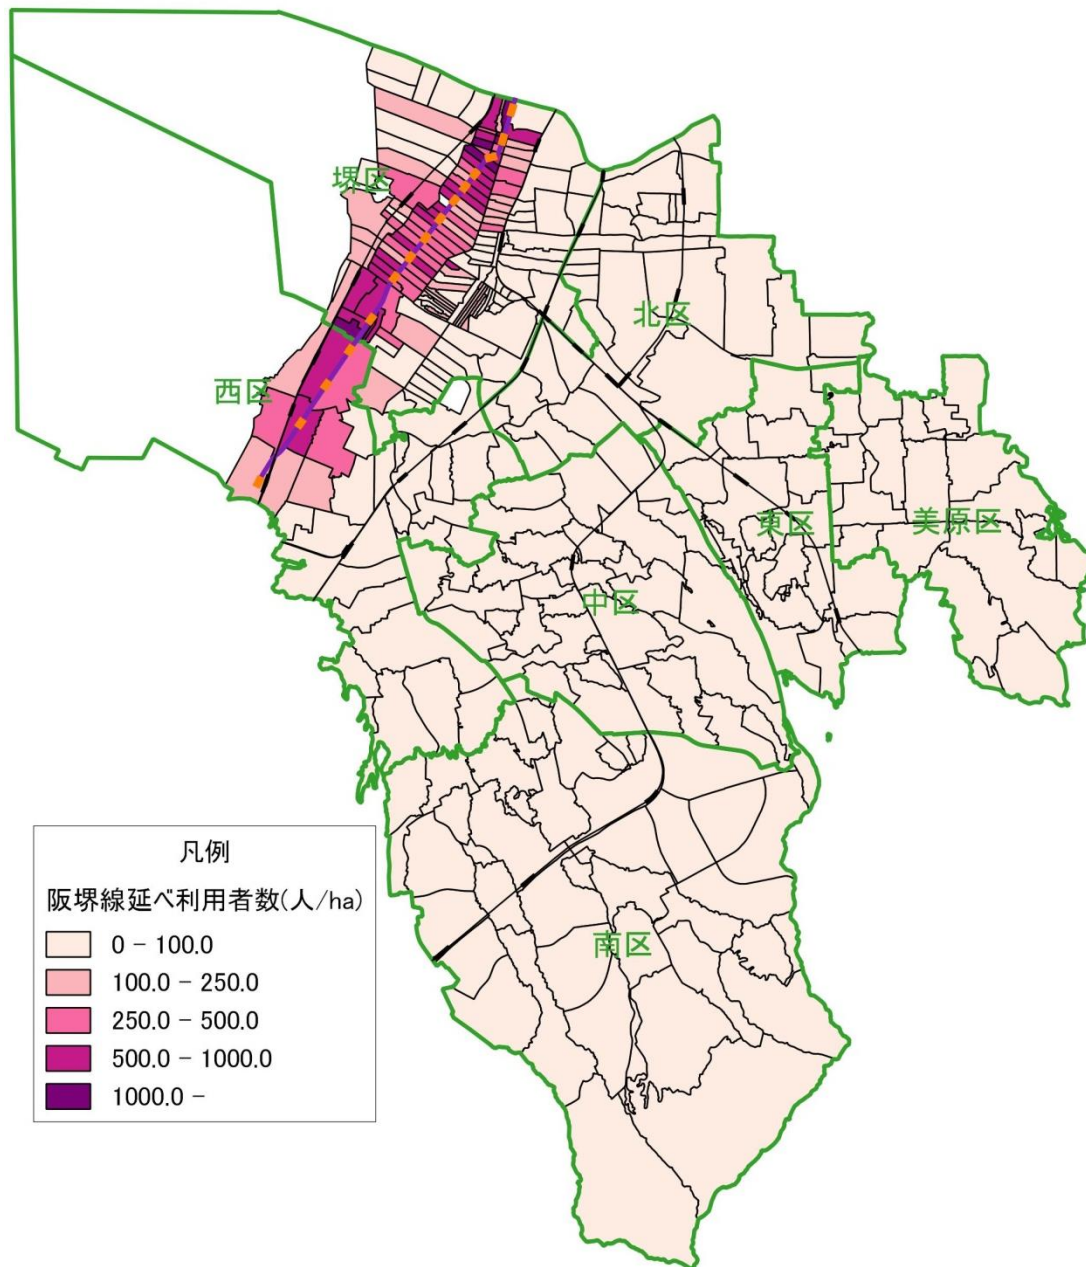 堺区
北区
西区
東区
美原区
中区
南区
凡例
阪堺線延べ利用者数(人/ha)
0 - 100.0
100.0 - 250.0
250.0 - 500.0
500.0 - 1000.0
1000.0 -